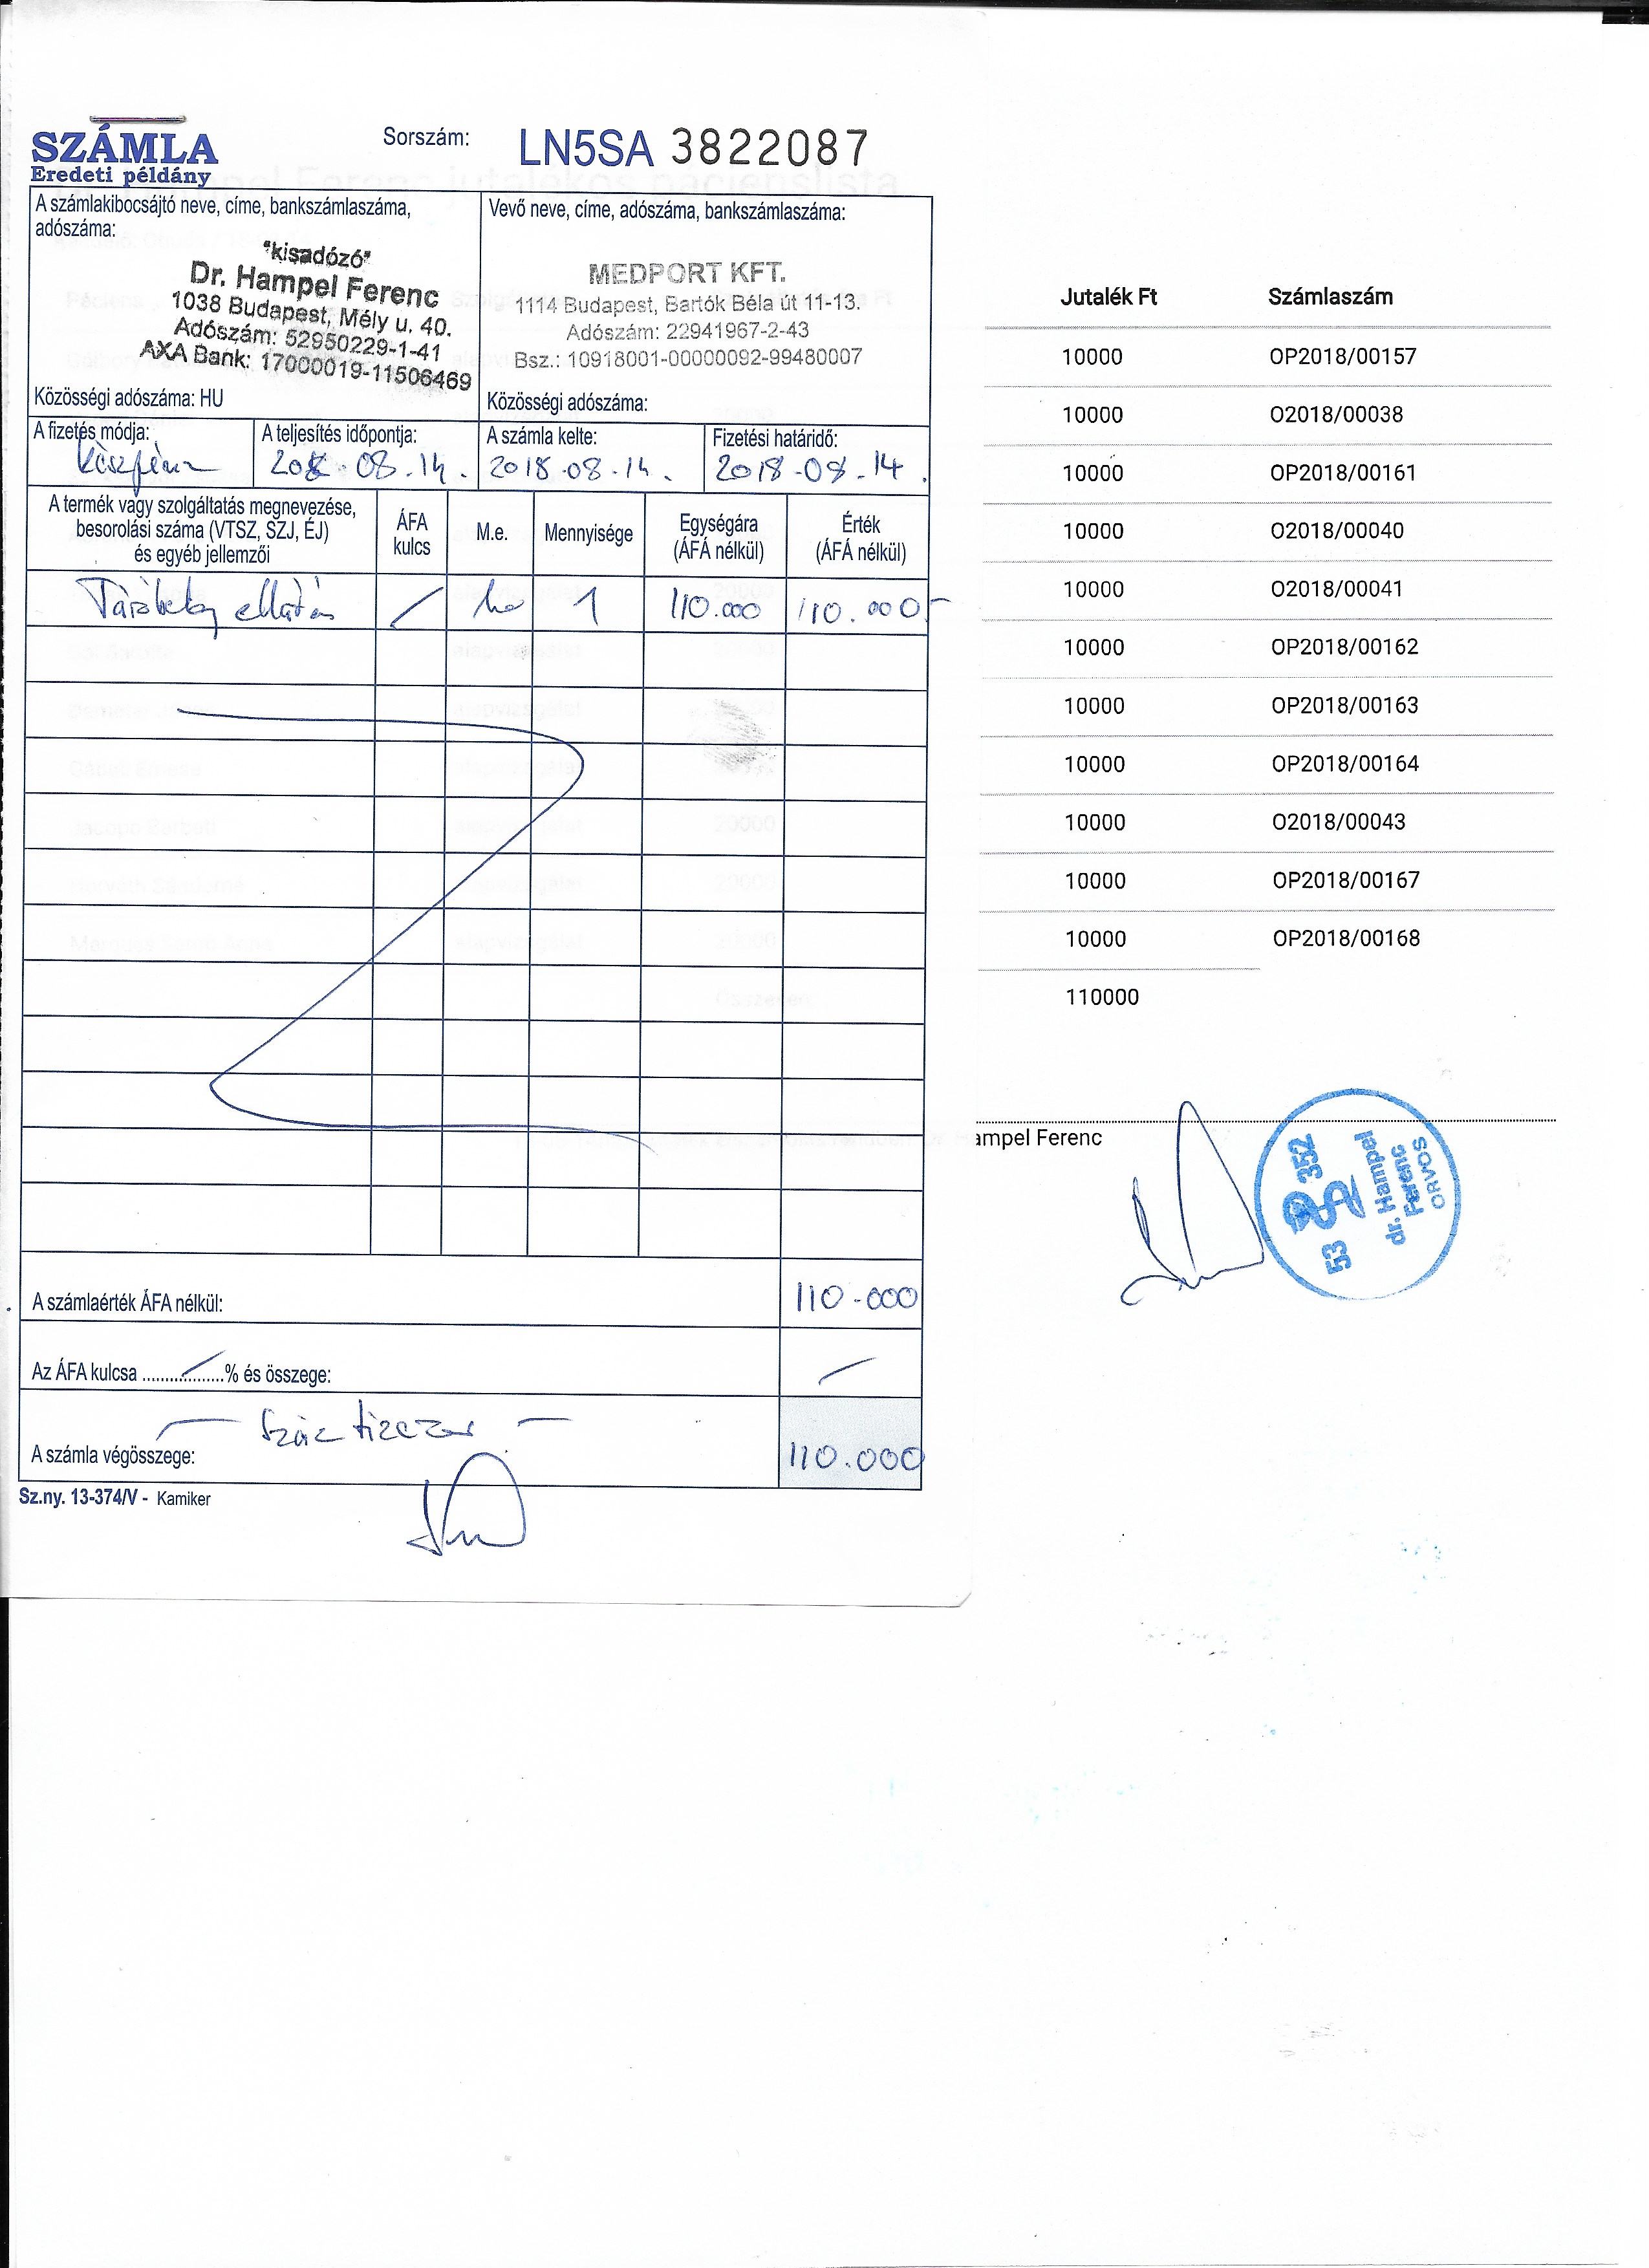 SZÁMLA
Eredeti példány
Sorszám: LN5SA 3822087
A számlakibocsájtó neve, címe, bankszámlaszáma,
adószáma:
"kisadózó"
Dr. Hampel Ferenc
1038 Budapest, Mély u. 40.
Adószám: 52950229-1-41
AXA Bank: 17000019-11506469
Közösségi adószáma: HU
Vevő neve, címe, adószáma, bankszámlaszáma:
MEDPORT KFT.
1114 Budapest, Bartók Béla út 11-13.
Adószám: 22941967-2-43
Bsz.: 10918001-00000092-99480007
Közösségi adószáma:
A fizetés módja:
Készpénz
A teljesítés időpontja:
2018-08-14.
A számla kelte:
2018-08-14.
Fizetési határidő:
2018-08-14.
A termék vagy szolgáltatás megnevezése,
besorolási száma (VTSZ, SZJ, ÉJ)
és egyéb jellemzői
ÁFA
kulcs
M.e.
Mennyisége
Egységára
(ÁFÁ nélkül)
Érték
(ÁFÁ nélkül)
ellátás / ho 1 110.000 110.000-
A számlaérték ÁFA nélkül: 110-000
Az ÁFA kulcsa ........./.........% és összege: /
— Száztízezer —
A számla végösszege: 110.000
Sz.ny. 13-374/V - Kamiker
Jutalék Ft Számlaszám
10000 OP2018/00157
10000 O2018/00038
10000 OP2018/00161
10000 O2018/00040
10000 O2018/00041
10000 OP2018/00162
10000 OP2018/00163
10000 OP2018/00164
10000 O2018/00043
10000 OP2018/00167
10000 OP2018/00168
110000
ampel Ferenc
53 352
dr. Hampel
Ferenc
ORVOS